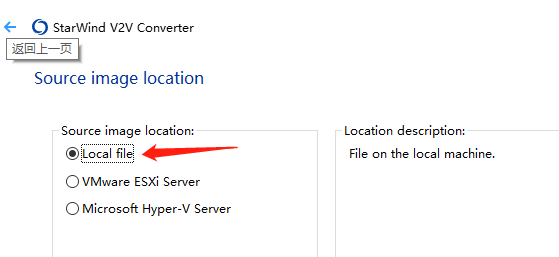 StarWind V2V Converter
返回上一页
Source image location
Source image location:
Local file
VMware ESXi Server
Microsoft Hyper-V Server
Location description:
File on the local machine.